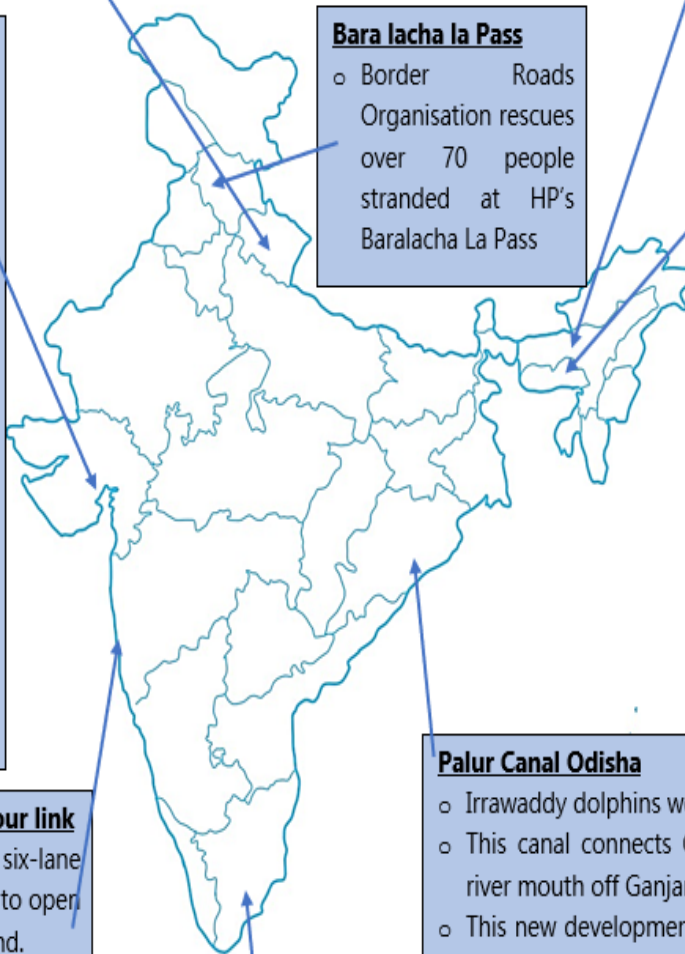 Bara lacha la Pass
o Border Roads
Organisation rescues
over 70 people
stranded at HP's
Baralacha La Pass
our link
six-lane
to open
nd.
Palur Canal Odisha
o Irrawaddy dolphins w
o This canal connects
river mouth off Ganja
o This new developmen